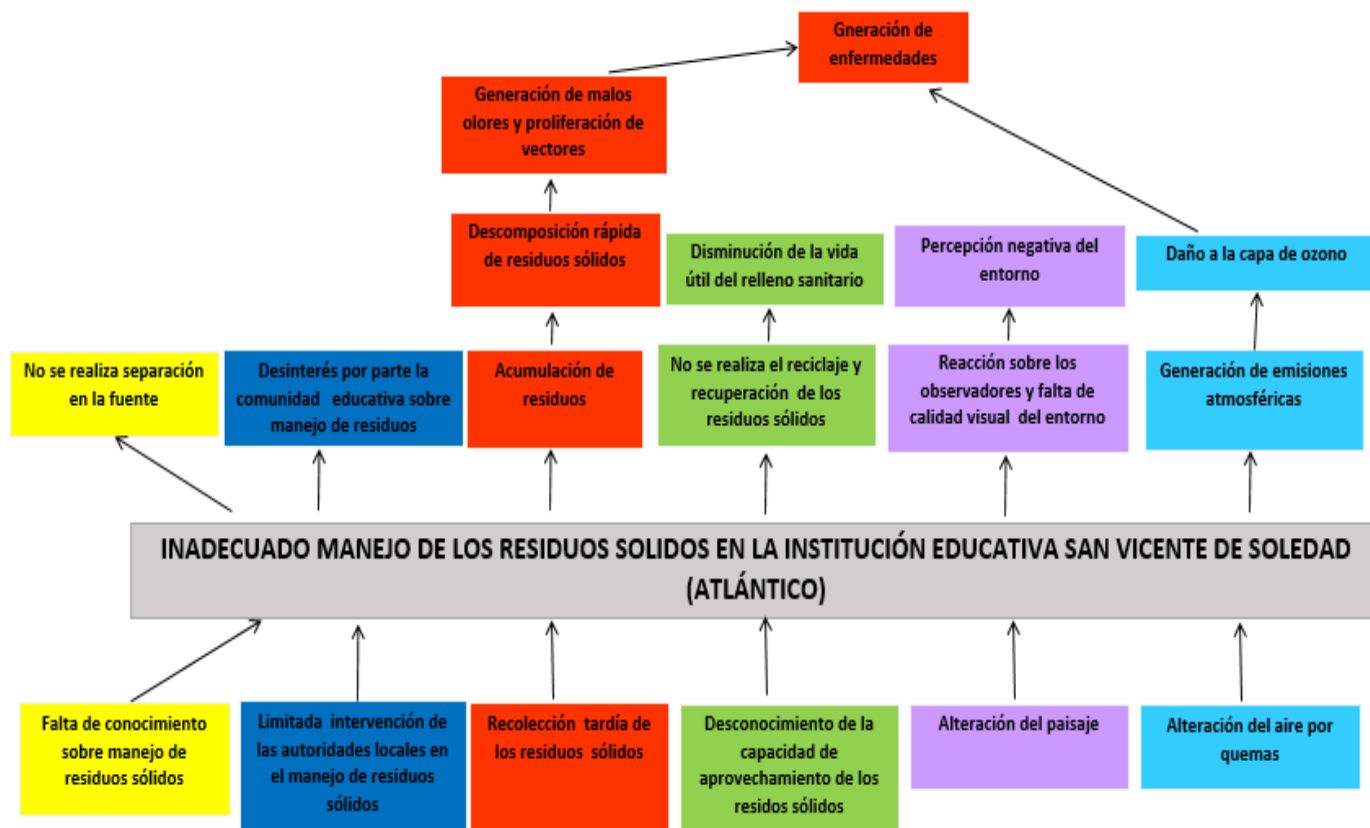 Gneración de
enfermedades
Generación de malos
olores y proliferación de
vectores
Descomposición rápida
de residuos sólidos
Disminución de la vida
útil del relleno sanitario
Percepción negativa del
entorno
Daño a la capa de ozono
No se realiza separación
en la fuente
Desinterés por parte la
comunidad educativa sobre
manejo de residuos
Acumulación de
residuos
No se realiza el reciclaje y
recuperación de los
residuos sólidos
Reacción sobre los
observadores y falta de
calidad visual del entorno
Generación de emisiones
atmosféricas
INADECUADO MANEJO DE LOS RESIDUOS SOLIDOS EN LA INSTITUCIÓN EDUCATIVA SAN VICENTE DE SOLEDAD
(ATLÁNTICO)
Falta de conocimiento
sobre manejo de
residuos sólidos
Limitada intervención de
las autoridades locales en
el manejo de residuos
sólidos
Recolección tardía de
los residuos sólidos
Desconocimiento de la
capacidad de
aprovechamiento de los
residos sólidos
Alteración del paisaje
Alteración del aire por
quemas